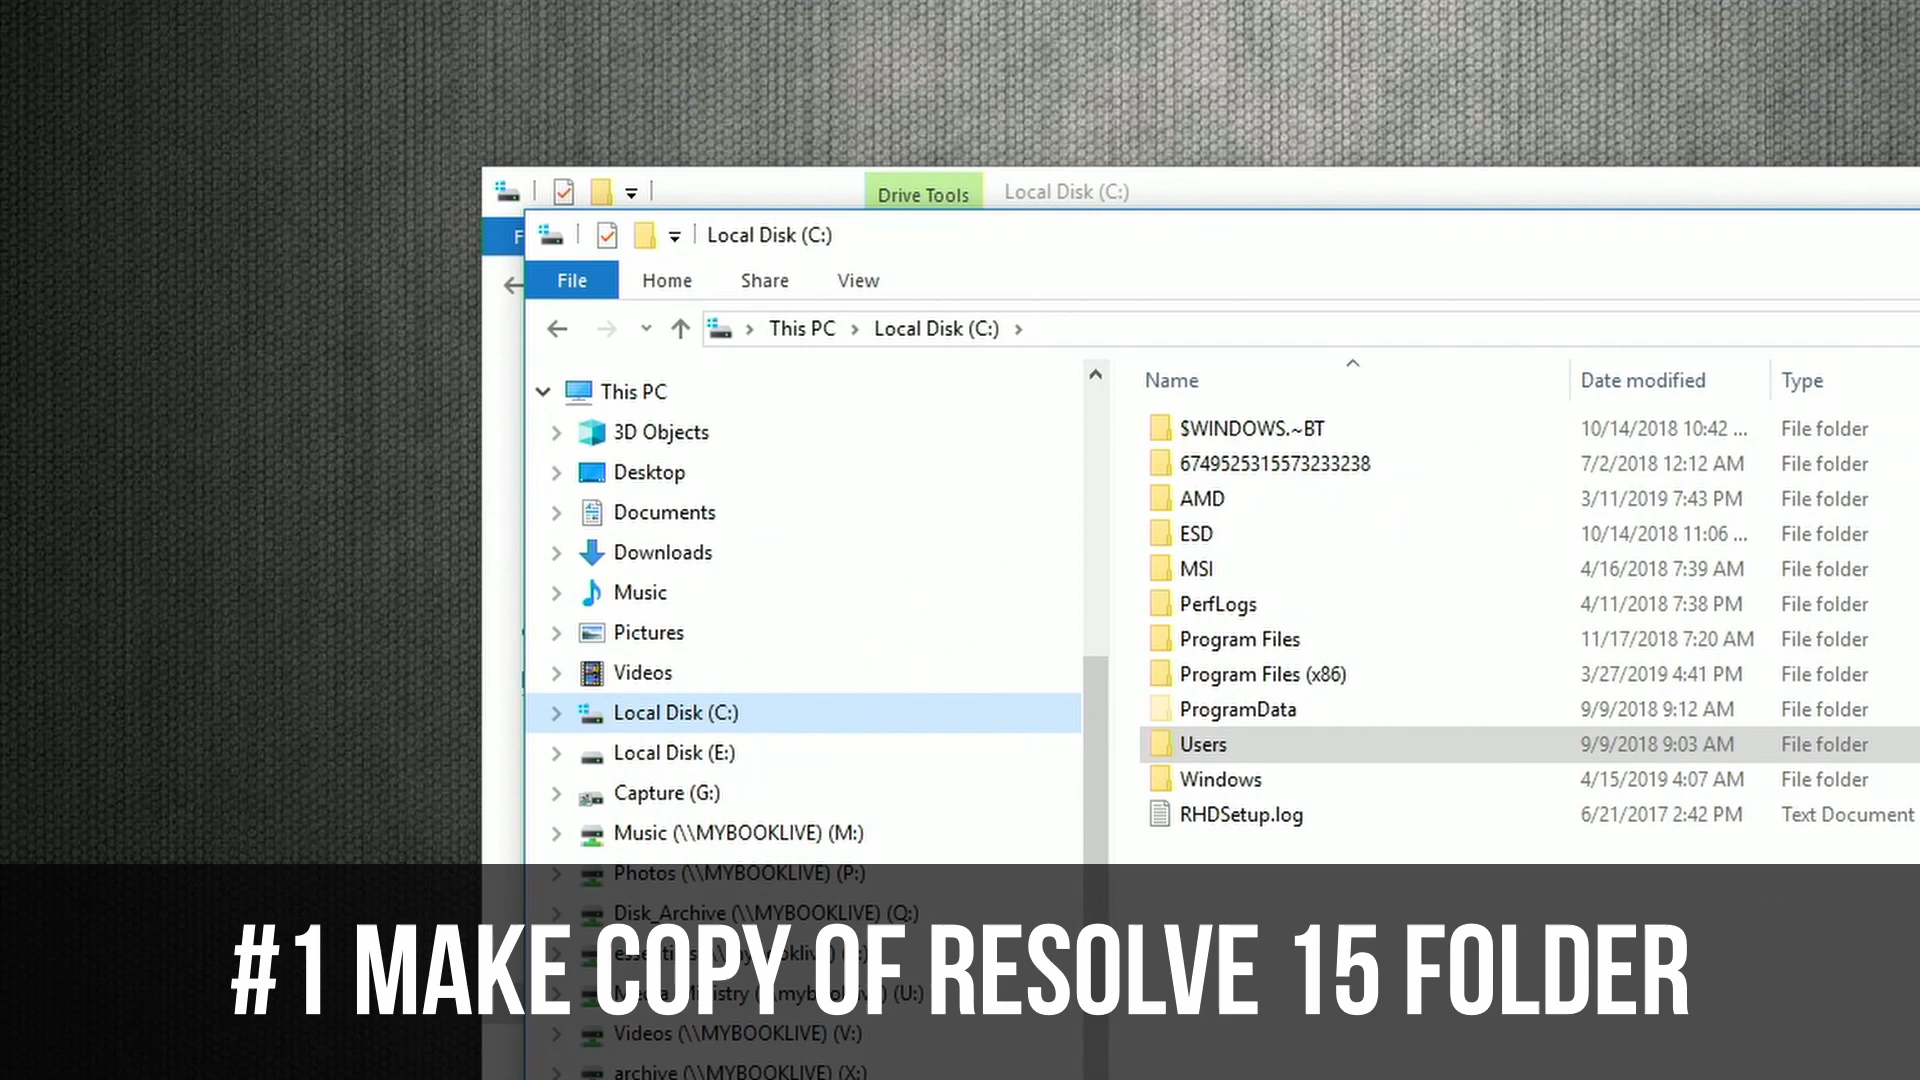 Drive Tools Local Disk (C:)
Local Disk (C:)
File Home Share View
This PC Local Disk (C:)
This PC
3D Objects
Desktop
Documents
Downloads
Music
Pictures
Videos
Local Disk (C:)
Local Disk (E:)
Capture (G:)
Music (\\MYBOOKLIVE) (M:)
Photos (\\MYBOOKLIVE) (P:)
Disk_Archive (\\MYBOOKLIVE) (Q:)
Videos (\\MYBOOKLIVE) (V:)
archive (\\MYBOOKLIVE) (X:)
Name Date modified Type
$WINDOWS.~BT 10/14/2018 10:42 ... File folder
6749525315573233238 7/2/2018 12:12 AM File folder
AMD 3/11/2019 7:43 PM File folder
ESD 10/14/2018 11:06 ... File folder
MSI 4/16/2018 7:39 AM File folder
PerfLogs 4/11/2018 7:38 PM File folder
Program Files 11/17/2018 7:20 AM File folder
Program Files (x86) 3/27/2019 4:41 PM File folder
ProgramData 9/9/2018 9:12 AM File folder
Users 9/9/2018 9:03 AM File folder
Windows 4/15/2019 4:07 AM File folder
RHDSetup.log 6/21/2017 2:42 PM Text Document
#1 MAKE COPY OF RESOLVE 15 FOLDER